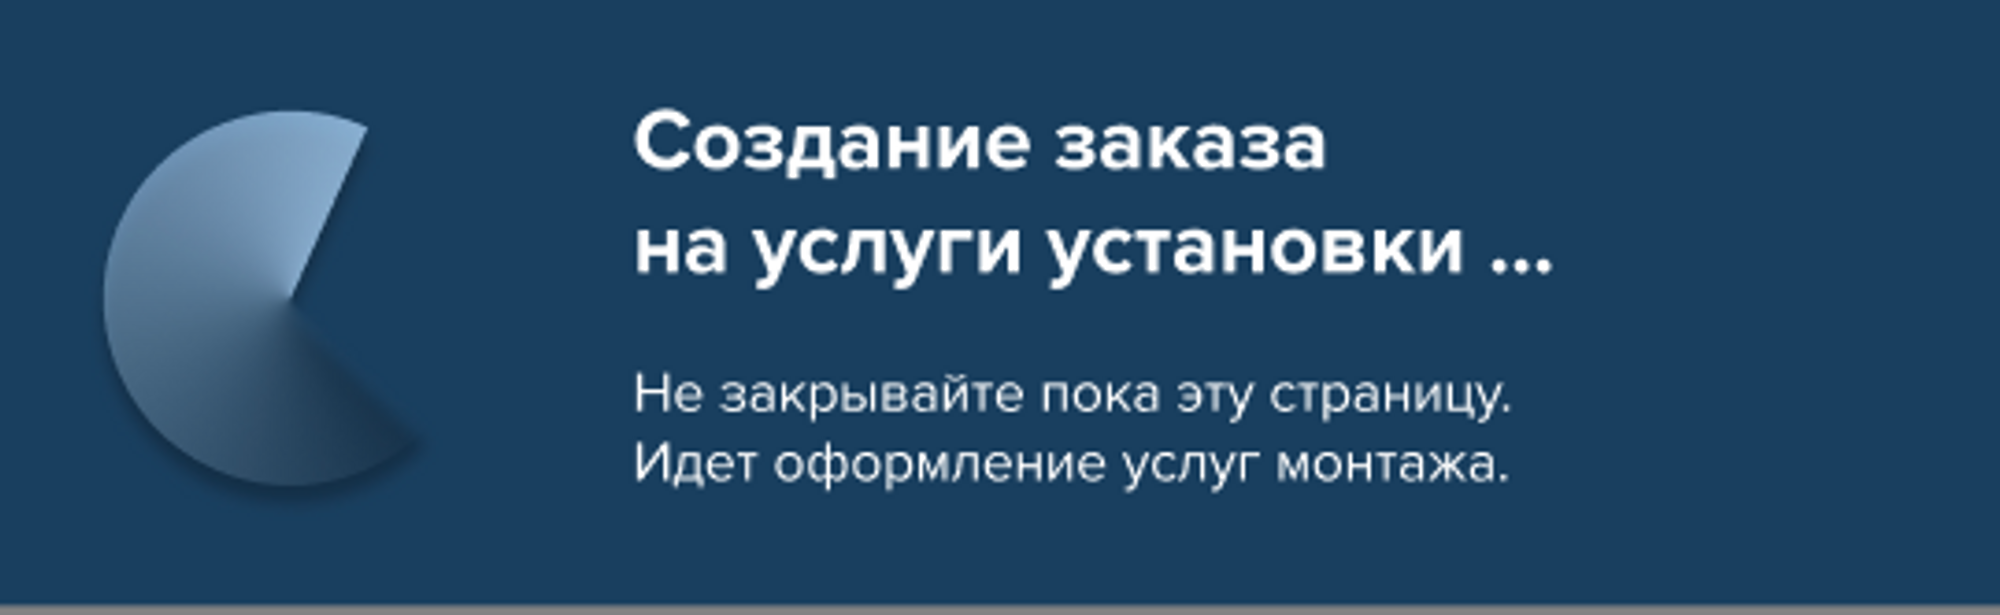 Создание заказа
на услуги установки ...
Не закрывайте пока эту страницу.
Идет оформление услуг монтажа.